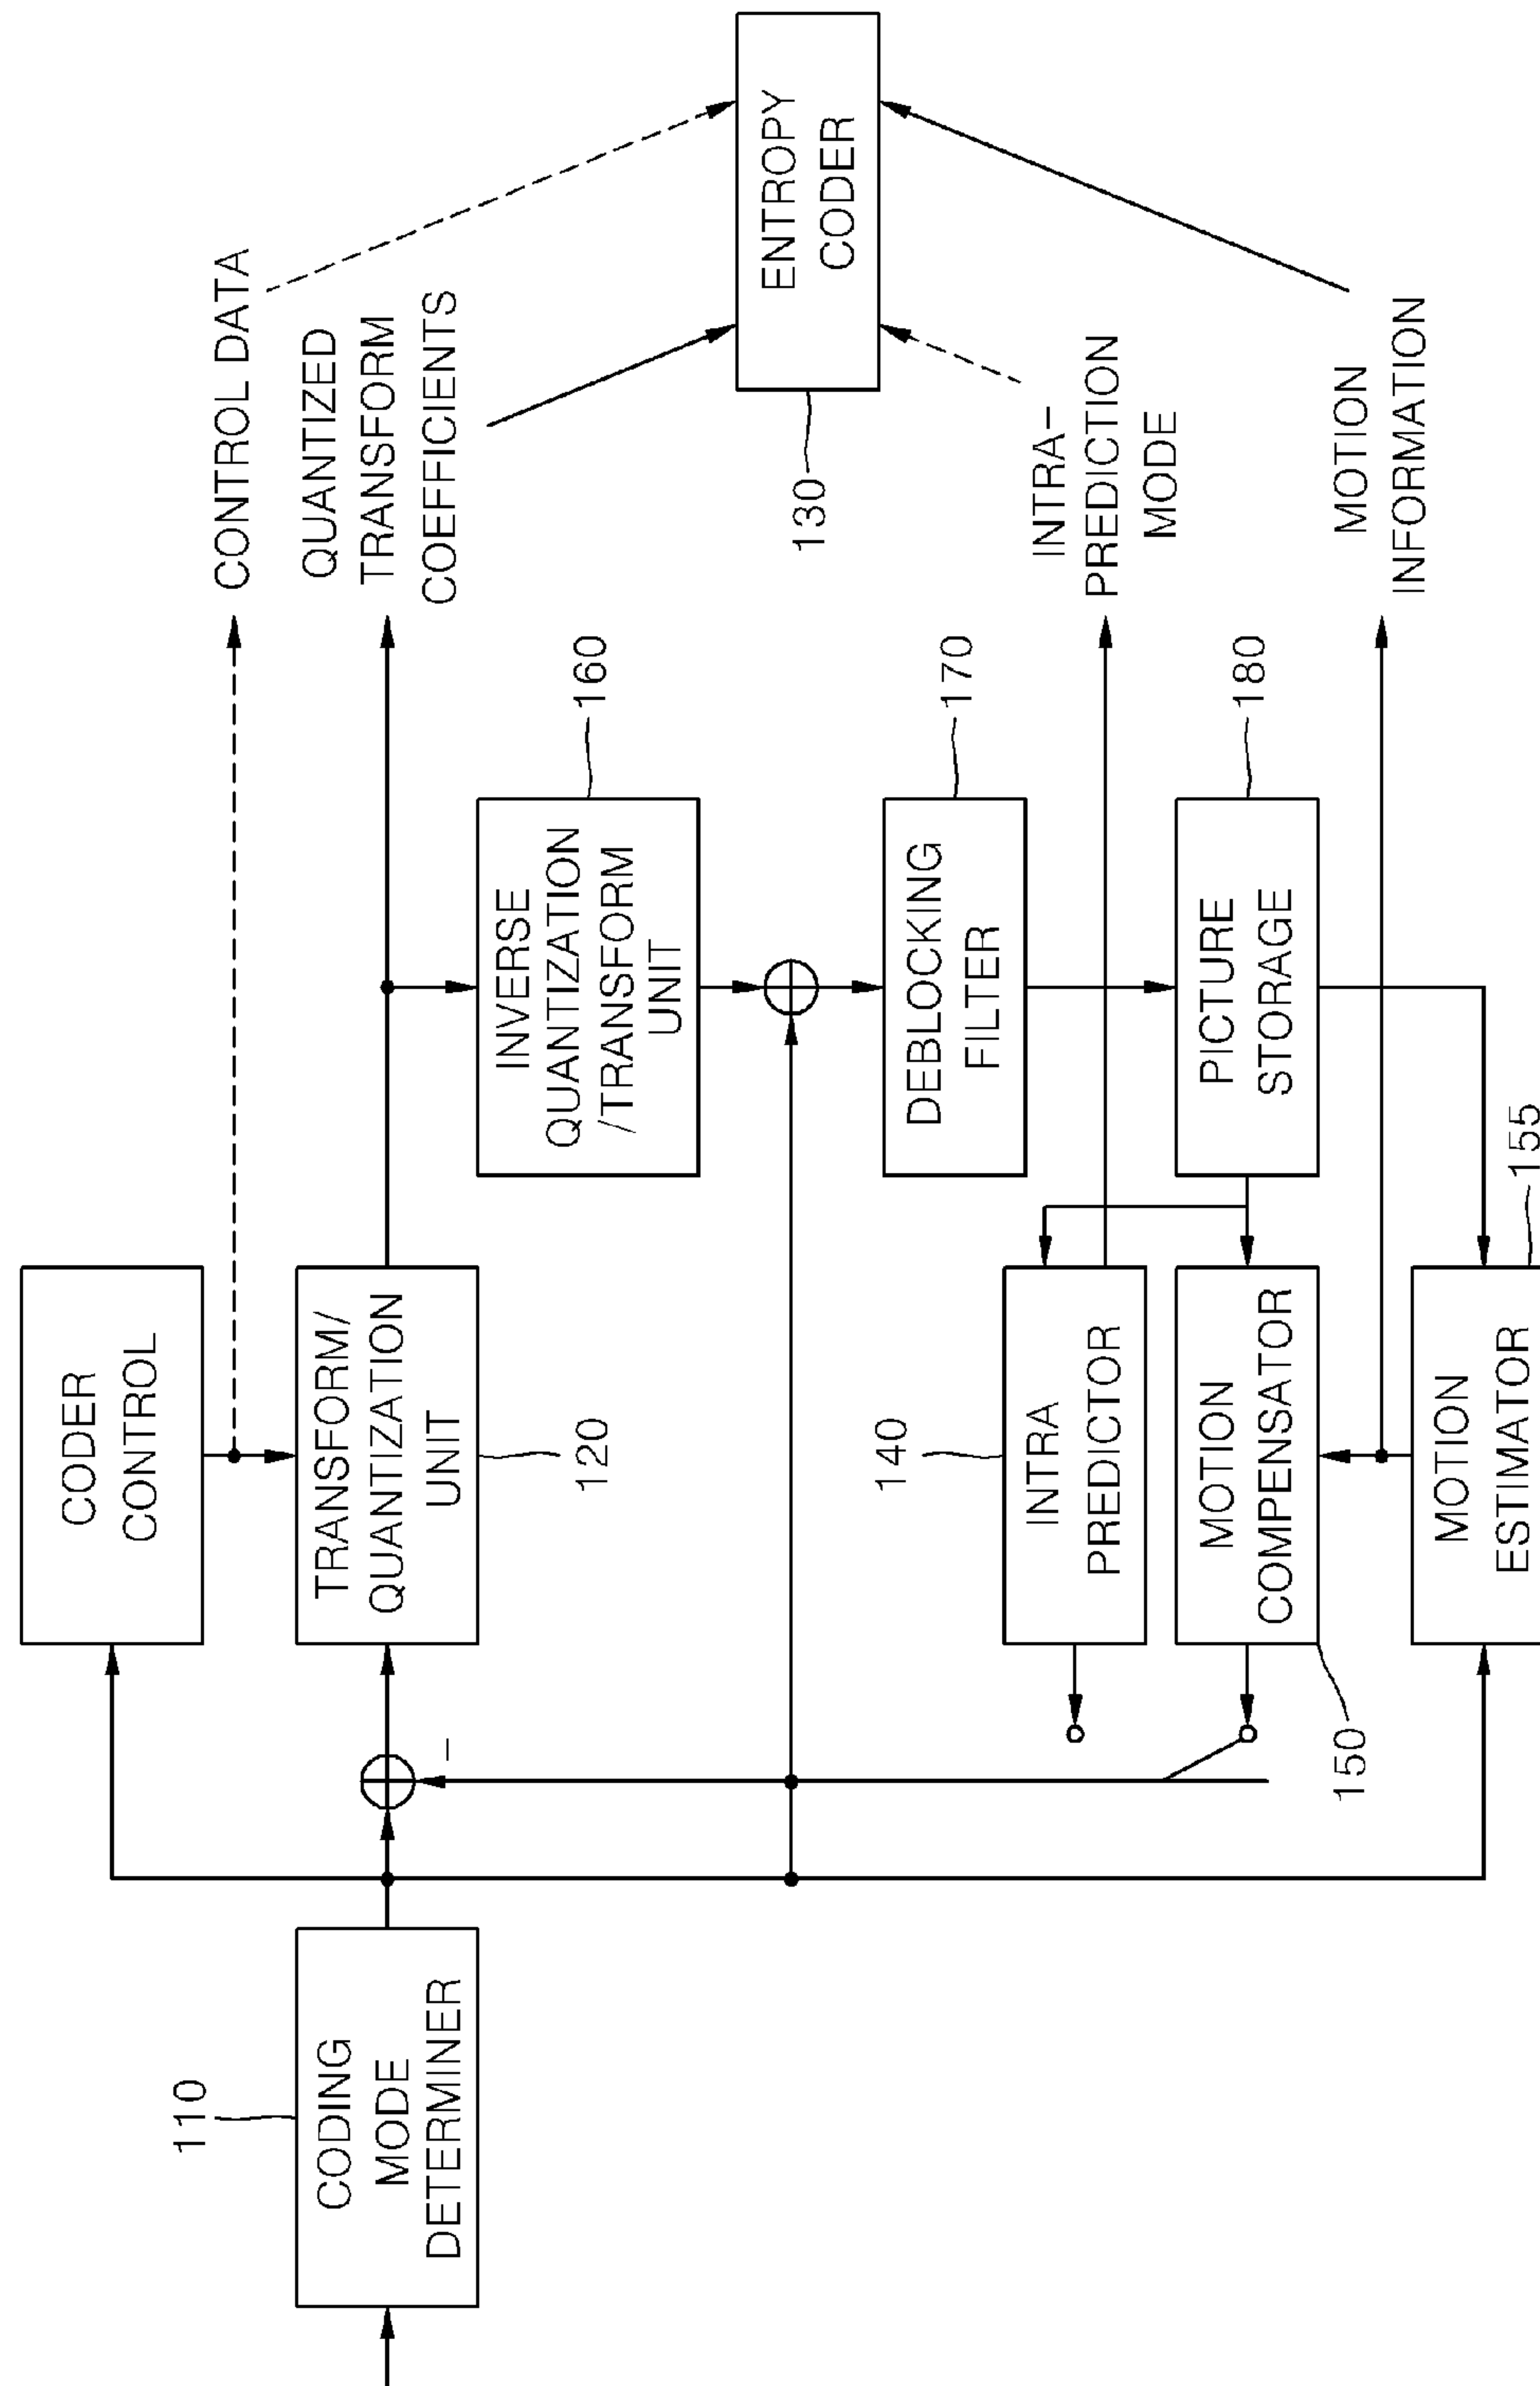 110
CODING
MODE
DETERMINER
CODER
CONTROL
TRANSFORM/
QUANTIZATION
UNIT
120
140
INTRA
PREDICTOR
MOTION
COMPENSATOR
150
MOTION
ESTIMATOR
155
INVERSE
QUANTIZATION
/TRANSFORM
UNIT
160
DEBLOCKING
FILTER
170
PICTURE
STORAGE
180
CONTROL DATA
QUANTIZED
TRANSFORM
COEFFICIENTS
130
INTRA-
PREDICTION
MODE
MOTION
INFORMATION
ENTROPY
CODER
–